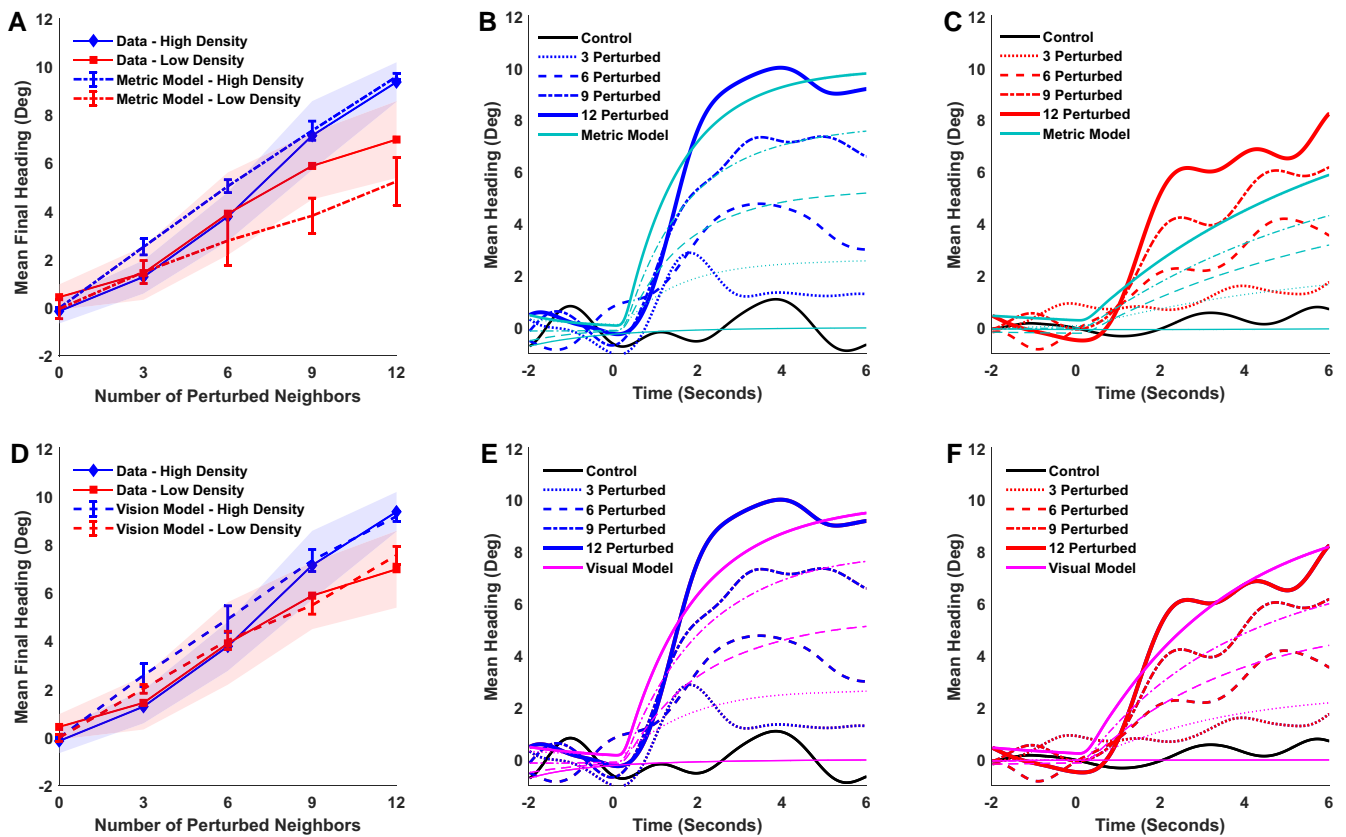 A
12
10
8
6
4
2
0
-2
Mean Final Heading (Deg)
Data - High Density
Data - Low Density
Metric Model - High Density
Metric Model - Low Density
0 3 6 9 12
Number of Perturbed Neighbors
B
12
10
8
6
4
2
0
Mean Heading (Deg)
Control
3 Perturbed
6 Perturbed
9 Perturbed
12 Perturbed
Metric Model
-2 0 2 4 6
Time (Seconds)
C
12
10
8
6
4
2
0
Mean Heading (Deg)
Control
3 Perturbed
6 Perturbed
9 Perturbed
12 Perturbed
Metric Model
-2 0 2 4 6
Time (Seconds)
D
12
10
8
6
4
2
0
-2
Mean Final Heading (Deg)
Data - High Density
Data - Low Density
Vision Model - High Density
Vision Model - Low Density
0 3 6 9 12
Number of Perturbed Neighbors
E
12
10
8
6
4
2
0
Mean Heading (Deg)
Control
3 Perturbed
6 Perturbed
9 Perturbed
12 Perturbed
Visual Model
-2 0 2 4 6
Time (Seconds)
F
12
10
8
6
4
2
0
Mean Heading (Deg)
Control
3 Perturbed
6 Perturbed
9 Perturbed
12 Perturbed
Visual Model
-2 0 2 4 6
Time (Seconds)